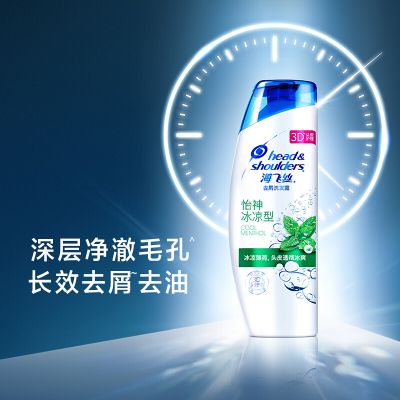 深层净澈毛孔^
长效去屑~去油
3D
head&
shoulders
海飞丝
去屑洗发露
怡神
冰凉型
COOL
MENTHOL
冰凉薄荷，头皮透彻冰爽